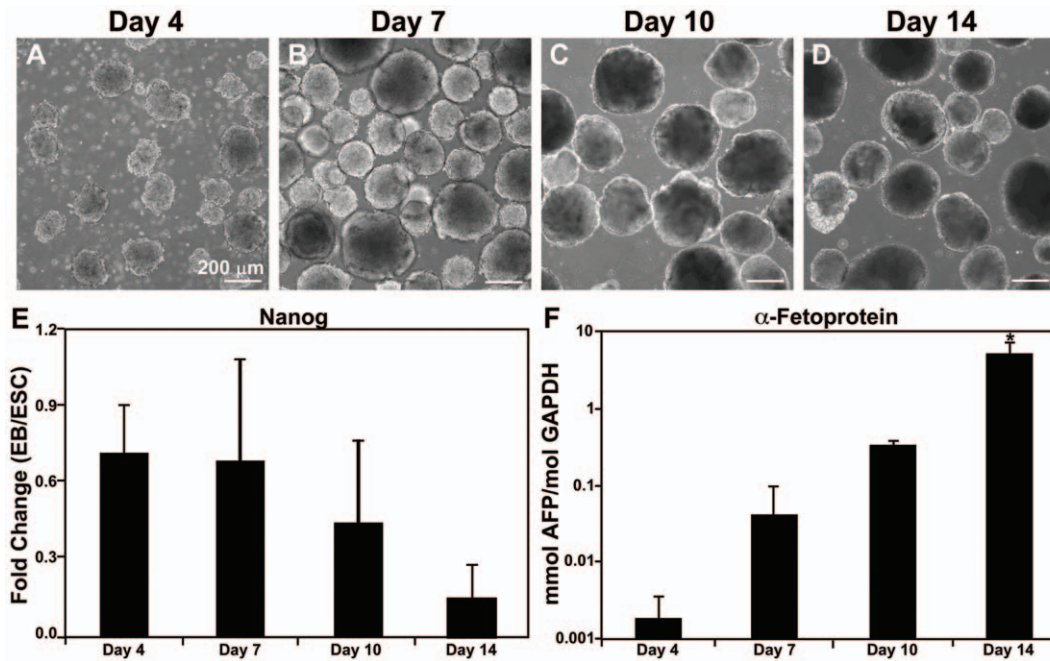 Day 4 Day 7 Day 10 Day 14
A B C D
200 μm
E Nanog
Fold Change (EB/ESC)
1.2
0.9
0.6
0.3
0.0
Day 4 Day 7 Day 10 Day 14
F α-Fetoprotein
mmol AFP/mol GAPDH
10
1
0.1
0.01
0.001
*
Day 4 Day 7 Day 10 Day 14